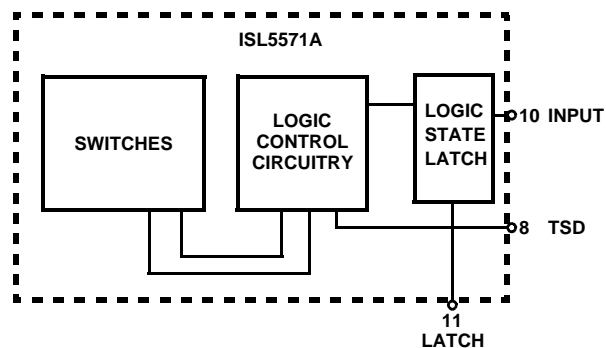 ISL5571A
SWITCHES
LOGIC
CONTROL
CIRCUITRY
LOGIC
STATE
LATCH
10 INPUT
8 TSD
11
LATCH